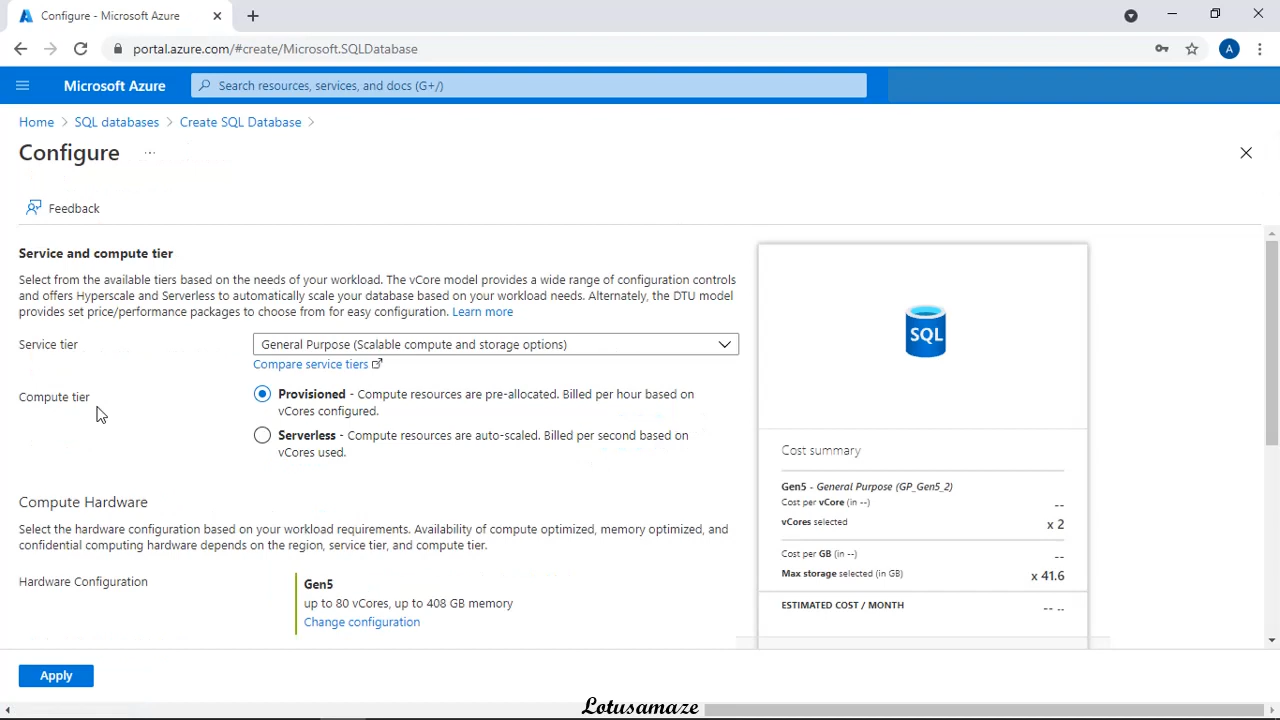 Configure - Microsoft Azure
portal.azure.com/#create/Microsoft.SQLDatabase
A
Microsoft Azure
Search resources, services, and docs (G+/)
Home > SQL databases > Create SQL Database >
Configure ...
Feedback
Service and compute tier
Select from the available tiers based on the needs of your workload. The vCore model provides a wide range of configuration controls
and offers Hyperscale and Serverless to automatically scale your database based on your workload needs. Alternately, the DTU model
provides set price/performance packages to choose from for easy configuration. Learn more
Service tier
General Purpose (Scalable compute and storage options)
Compare service tiers
Compute tier
Provisioned - Compute resources are pre-allocated. Billed per hour based on
vCores configured.
Serverless - Compute resources are auto-scaled. Billed per second based on
vCores used.
Compute Hardware
Select the hardware configuration based on your workload requirements. Availability of compute optimized, memory optimized, and
confidential computing hardware depends on the region, service tier, and compute tier.
Hardware Configuration
Gen5
up to 80 vCores, up to 408 GB memory
Change configuration
SQL
Cost summary
Gen5 - General Purpose (GP_Gen5_2)
Cost per vCore (in --) --
vCores selected x 2
Cost per GB (in --) --
Max storage selected (in GB) x 41.6
ESTIMATED COST / MONTH -- --
Apply
Lotusamaze